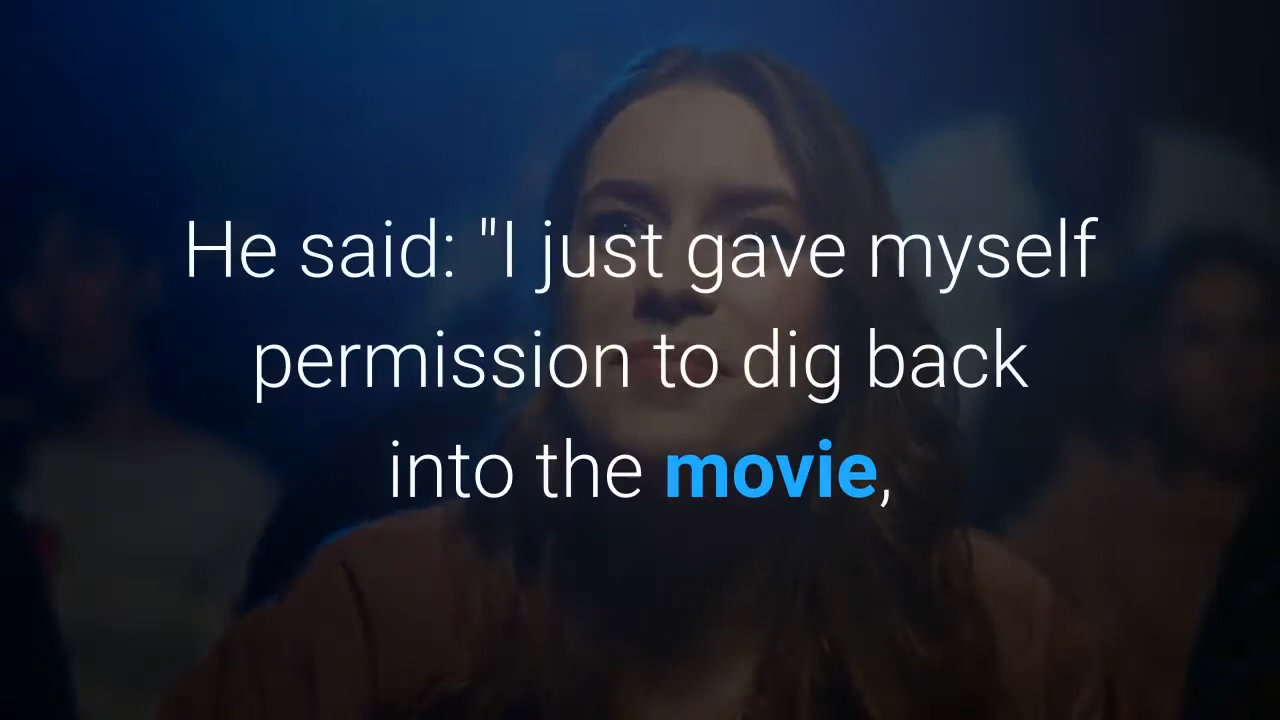 He said: "I just gave myself
permission to dig back
into the movie,